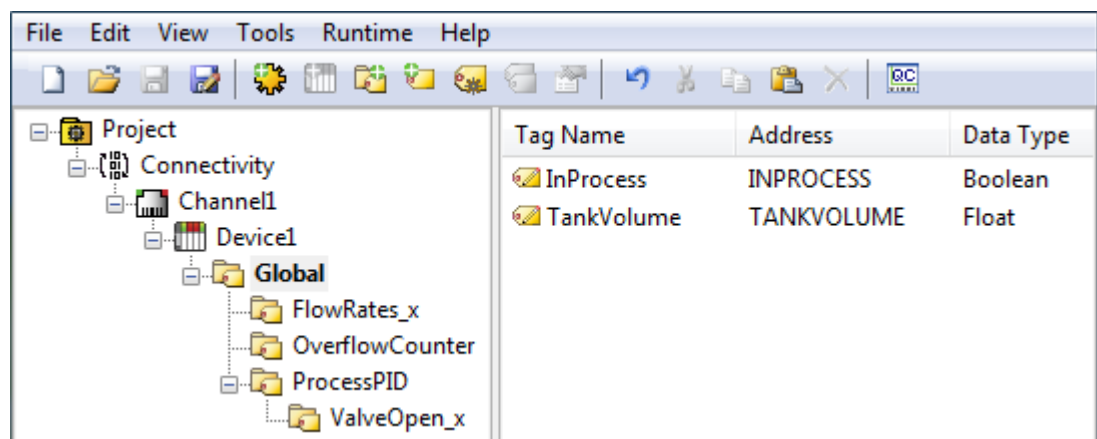 File Edit View Tools Runtime Help
QC
Project
Connectivity
Channel1
Device1
Global
FlowRates_x
OverflowCounter
ProcessPID
ValveOpen_x
Tag Name Address Data Type
InProcess INPROCESS Boolean
TankVolume TANKVOLUME Float